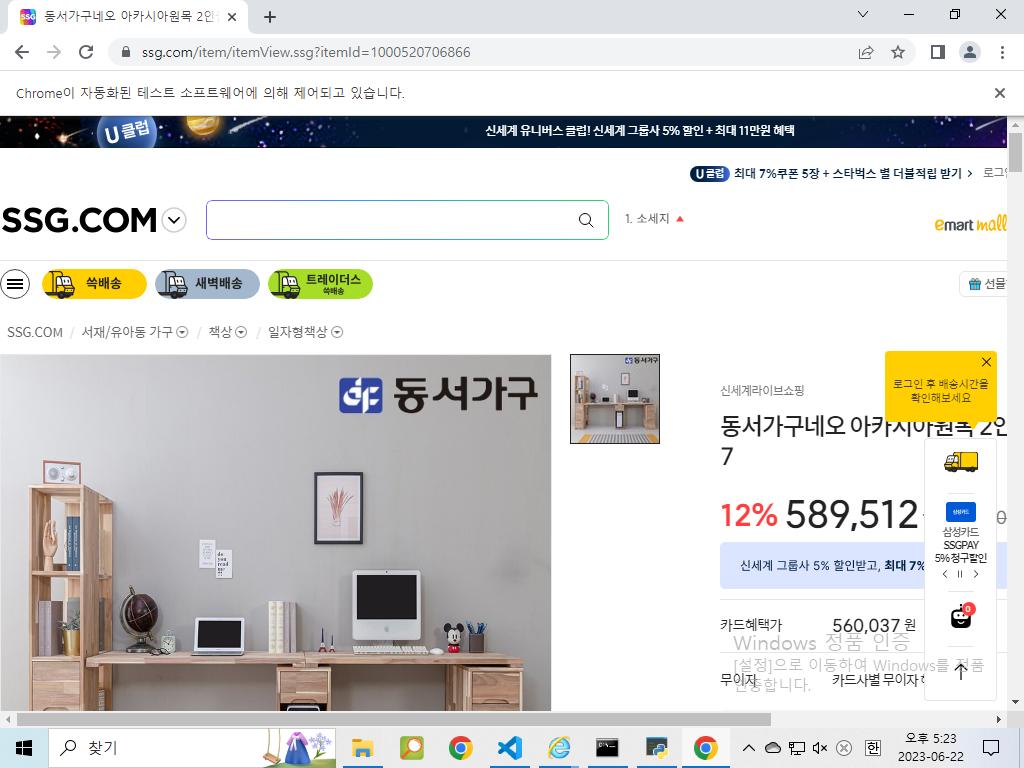 동서가구네오 아카시아원목 2인
ssg.com/item/itemView.ssg?itemId=1000520706866
Chrome이 자동화된 테스트 소프트웨어에 의해 제어되고 있습니다.
U 클럽
신세계 유니버스 클럽! 신세계 그룹사 5% 할인 + 최대 11만원 혜택
U 클럽 최대 7%쿠폰 5장 + 스타벅스 별 더블적립 받기 >
SSG.COM
1. 소세지
emart mall
쓱배송
새벽배송
트레이더스
쓱배송
선물
SSG.COM / 서재/유아동 가구 / 책상 / 일자형책상
동서가구
동서가구
do
you
read
me
?!
신세계라이브쇼핑
로그인 후 배송시간을
확인해보세요
동서가구네오 아카시아원목 2인
7
12% 589,512
삼성카드
삼성카드
SSGPAY
5% 청구할인
신세계 그룹사 5% 할인받고, 최대 7%
0
카드혜택가 560,037 원
Windows 정품 인증
[설정]으로 이동하여 Windows를 정품
인증합니다.
무이자 카드사별 무이자
찾기
한
오후 5:23
2023-06-22